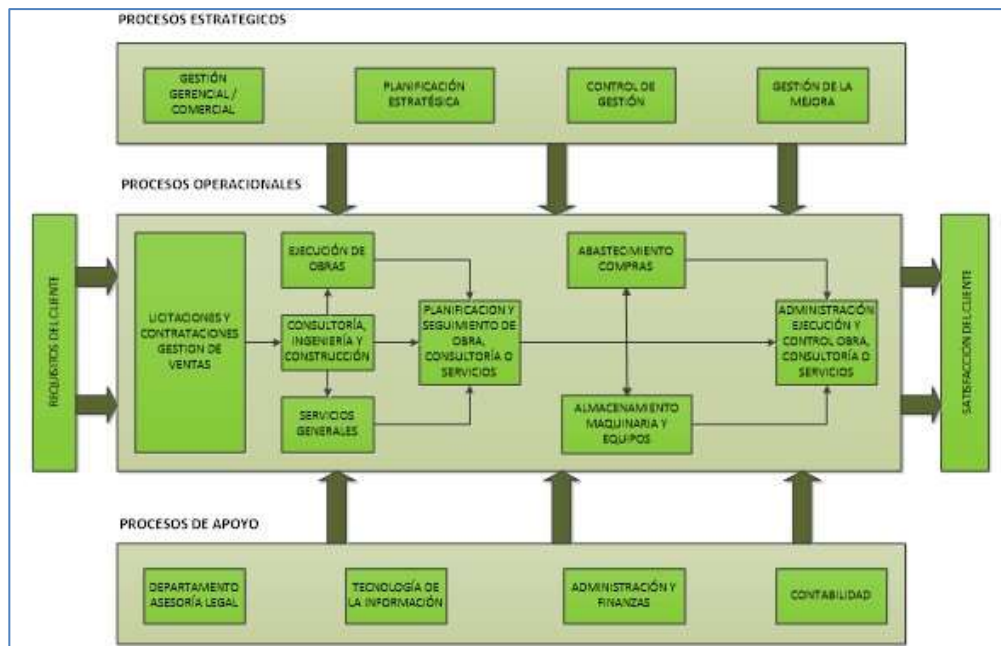 PROCESOS ESTRATEGICOS
GESTIÓN
GERENCIAL /
COMERCIAL
PLANIFICACIÓN
ESTRATÉGICA
CONTROL DE
GESTIÓN
GESTIÓN DE LA
MEJORA
PROCESOS OPERACIONALES
REQUISITOS DEL CLIENTE
LICITACIONES Y
CONTRATACIONES
GESTION DE
VENTAS
EJECUCIÓN DE
OBRAS
CONSULTORÍA,
INGENIERÍA Y
CONSTRUCCIÓN
SERVICIOS
GENERALES
PLANIFICACION Y
SEGUIMIENTO DE
OBRA,
CONSULTORÍA O
SERVICIOS
ABASTECIMIENTO
COMPRAS
ALMACENAMIENTO
MAQUINARIA Y
EQUIPOS
ADMINISTRACIÓN
EJECUCIÓN Y
CONTROL OBRA,
CONSULTORÍA O
SERVICIOS
SATISFACCIÓN DEL CLIENTE
PROCESOS DE APOYO
DEPARTAMENTO
ASESORÍA LEGAL
TECNOLOGÍA DE
LA INFORMACIÓN
ADMINISTRACIÓN Y
FINANZAS
CONTABILIDAD